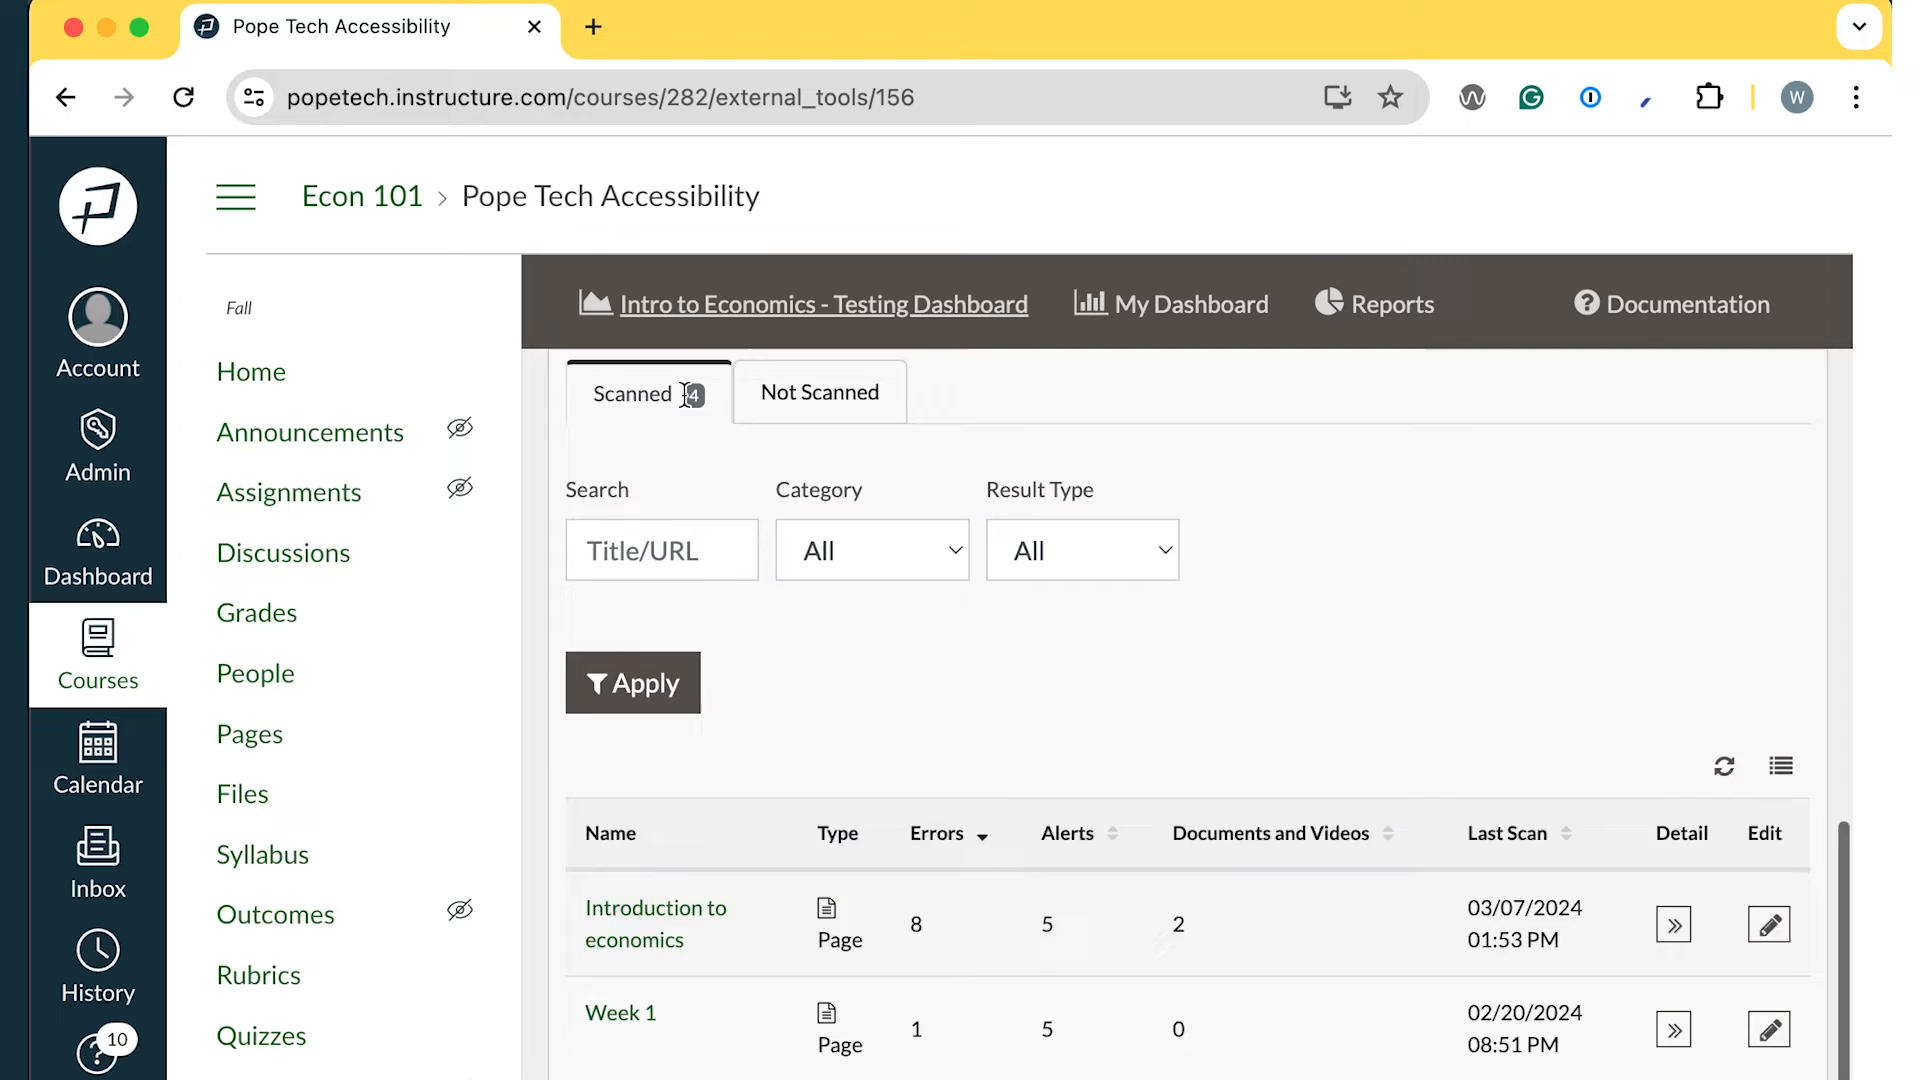 Pope Tech Accessibility
popetech.instructure.com/courses/282/external_tools/156
W
Econ 101 > Pope Tech Accessibility
Account
Admin
Dashboard
Courses
Calendar
Inbox
History
10
Fall
Home
Announcements
Assignments
Discussions
Grades
People
Pages
Files
Syllabus
Outcomes
Rubrics
Quizzes
Intro to Economics - Testing Dashboard My Dashboard Reports Documentation
Scanned 4 Not Scanned
Search Category Result Type
Title/URL All All
Apply
Name Type Errors Alerts Documents and Videos Last Scan Detail Edit
Introduction to economics Page 8 5 2 03/07/2024 01:53 PM
Week 1 Page 1 5 0 02/20/2024 08:51 PM